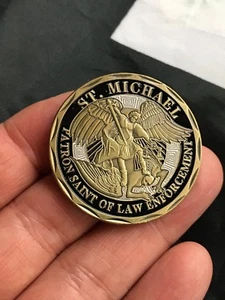 ST. MICHAEL
PATRON SAINT OF LAW ENFORCEMENT